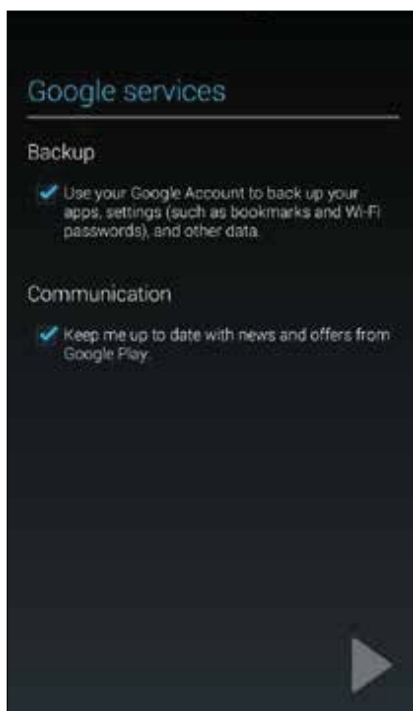 Google services
Backup
Use your Google Account to back up your
apps, settings (such as bookmarks and Wi-Fi
passwords), and other data.
Communication
Keep me up to date with news and offers from
Google Play.